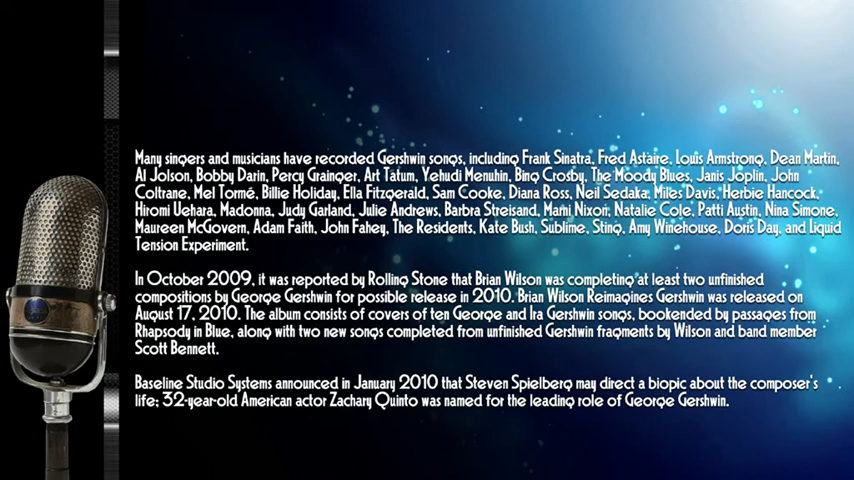 Many singers and musicians have recorded Gershwin songs, including Frank Sinatra, Fred Astaire, Louis Armstrong, Dean Martin,
Al Jolson, Bobby Darin, Percy Grainger, Art Tatum, Yehudi Menuhin, Bing Crosby, The Moody Blues, Janis Joplin, John
Coltrane, Mel Tormé, Billie Holiday, Ella Fitzgerald, Sam Cooke, Diana Ross, Neil Sedaka, Miles Davis, Herbie Hancock,
Hiromi Uehara, Madonna, Judy Garland, Julie Andrews, Barbra Streisand, Marni Nixon, Natalie Cole, Patti Austin, Nina Simone,
Maureen McGovern, Adam Faith, John Fahey, The Residents, Kate Bush, Sublime, Sting, Amy Winehouse, Doris Day, and Liquid
Tension Experiment.
In October 2009, it was reported by Rolling Stone that Brian Wilson was completing at least two unfinished
compositions by George Gershwin for possible release in 2010. Brian Wilson Reimagines Gershwin was released on
August 17, 2010. The album consists of covers of ten George and Ira Gershwin songs, bookended by passages from
Rhapsody in Blue, along with two new songs completed from unfinished Gershwin fragments by Wilson and band member
Scott Bennett.
Baseline Studio Systems announced in January 2010 that Steven Spielberg may direct a biopic about the composer's
life; 32-year-old American actor Zachary Quinto was named for the leading role of George Gershwin.